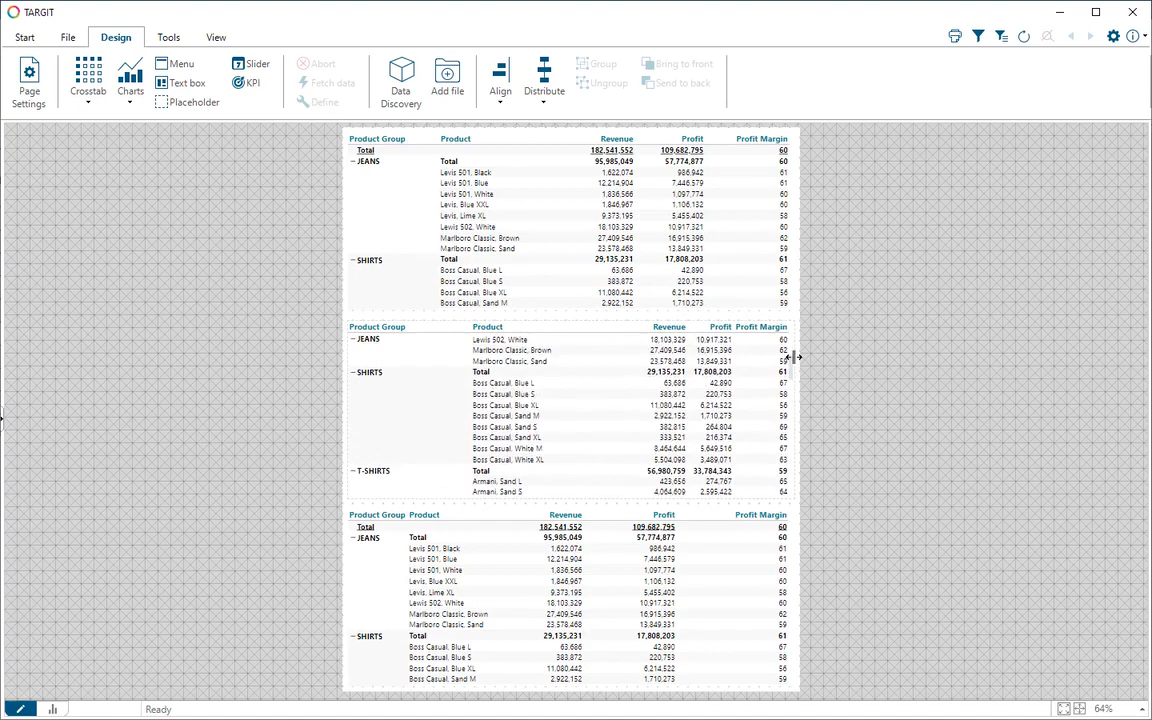 TARGIT
Start File Design Tools View
Page Settings
Crosstab
Charts
Menu
Text box
Placeholder
Slider
KPI
Abort
Fetch data
Define
Data Discovery
Add file
Align
Distribute
Group
Ungroup
Bring to front
Send to back
Product Group Product Revenue Profit Profit Margin
Total 182,541,552 109,682,795 60
JEANS Total 95,985,049 57,774,877 60
Levis 501, Black 1,622,074 986,942 61
Levis 501, Blue 12,214,904 7,446,579 61
Levis 501, White 1,836,566 1,097,774 60
Levis, Blue XXL 1,846,967 1,106,132 60
Levis, Lime XL 9,373,195 5,455,402 58
Lewis 502, White 18,103,329 10,917,321 60
Marlboro Classic, Brown 27,409,546 16,915,396 62
Marlboro Classic, Sand 23,578,468 13,849,331 59
SHIRTS Total 29,135,231 17,808,203 61
Boss Casual, Blue L 63,686 42,890 67
Boss Casual, Blue S 383,872 220,753 58
Boss Casual, Blue XL 11,080,442 6,214,522 56
Boss Casual, Sand M 2,922,152 1,710,273 59
Product Group Product Revenue Profit Profit Margin
JEANS Lewis 502, White 18,103,329 10,917,321 60
Marlboro Classic, Brown 27,409,546 16,915,396 62
Marlboro Classic, Sand 23,578,468 13,849,331 59
SHIRTS Total 29,135,231 17,808,203 61
Boss Casual, Blue L 63,686 42,890 67
Boss Casual, Blue S 383,872 220,753 58
Boss Casual, Blue XL 11,080,442 6,214,522 56
Boss Casual, Sand M 2,922,152 1,710,273 59
Boss Casual, Sand S 382,815 264,804 69
Boss Casual, Sand XL 333,521 216,374 65
Boss Casual, White M 8,464,644 5,649,516 67
Boss Casual, White XL 5,504,098 3,489,071 63
T-SHIRTS Total 56,980,759 33,784,343 59
Armani, Sand L 423,656 274,767 65
Armani, Sand S 4,064,609 2,595,422 64
Product Group Product Revenue Profit Profit Margin
Total 182,541,552 109,682,795 60
JEANS Total 95,985,049 57,774,877 60
Levis 501, Black 1,622,074 986,942 61
Levis 501, Blue 12,214,904 7,446,579 61
Levis 501, White 1,836,566 1,097,774 60
Levis, Blue XXL 1,846,967 1,106,132 60
Levis, Lime XL 9,373,195 5,455,402 58
Lewis 502, White 18,103,329 10,917,321 60
Marlboro Classic, Brown 27,409,546 16,915,396 62
Marlboro Classic, Sand 23,578,468 13,849,331 59
SHIRTS Total 29,135,231 17,808,203 61
Boss Casual, Blue L 63,686 42,890 67
Boss Casual, Blue S 383,872 220,753 58
Boss Casual, Blue XL 11,080,442 6,214,522 56
Boss Casual, Sand M 2,922,152 1,710,273 59
Ready
64%